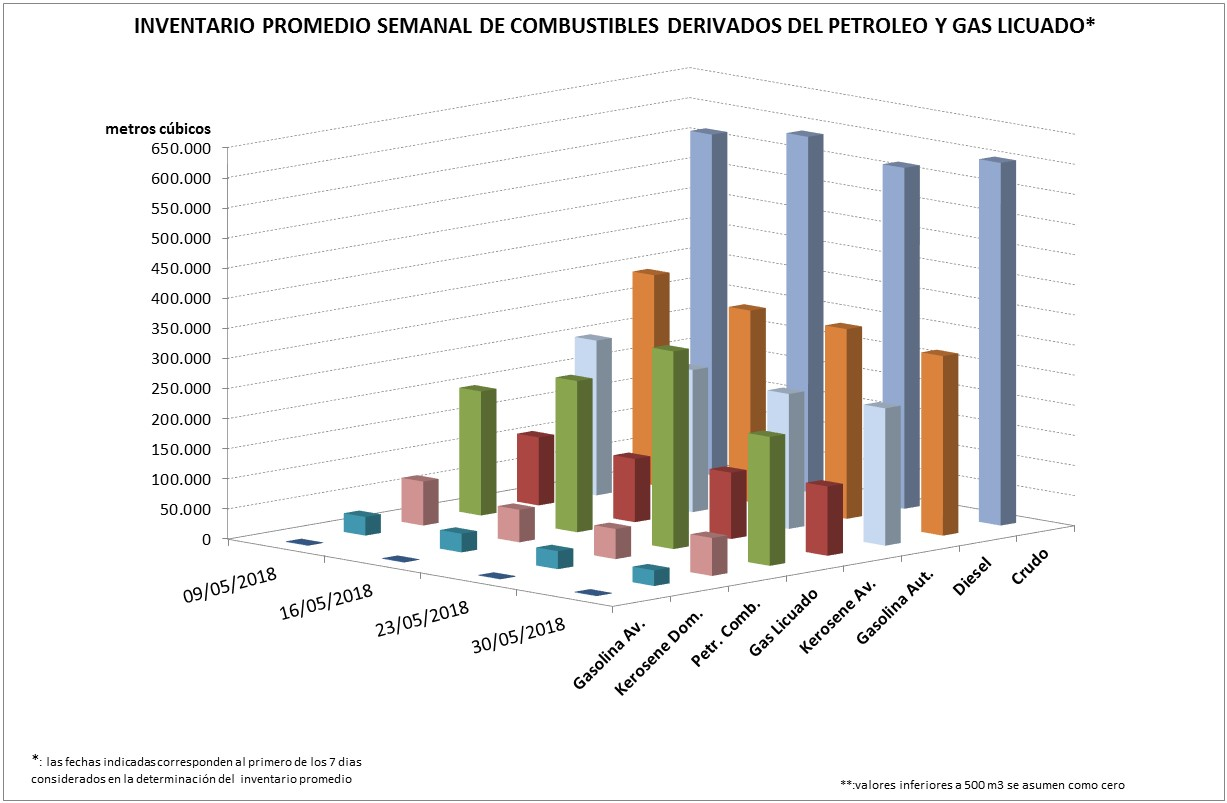 INVENTARIO PROMEDIO SEMANAL DE COMBUSTIBLES DERIVADOS DEL PETROLEO Y GAS LICUADO*
metros cúbicos
650.000
600.000
550.000
500.000
450.000
400.000
350.000
300.000
250.000
200.000
150.000
100.000
50.000
0
09/05/2018
16/05/2018
23/05/2018
30/05/2018
Gasolina Av.
Kerosene Dom.
Petr. Comb.
Gas Licuado
Kerosene Av.
Gasolina Aut.
Diesel
Crudo
*: las fechas indicadas corresponden al primero de los 7 dias
considerados en la determinación del inventario promedio
**:valores inferiores a 500 m3 se asumen como cero